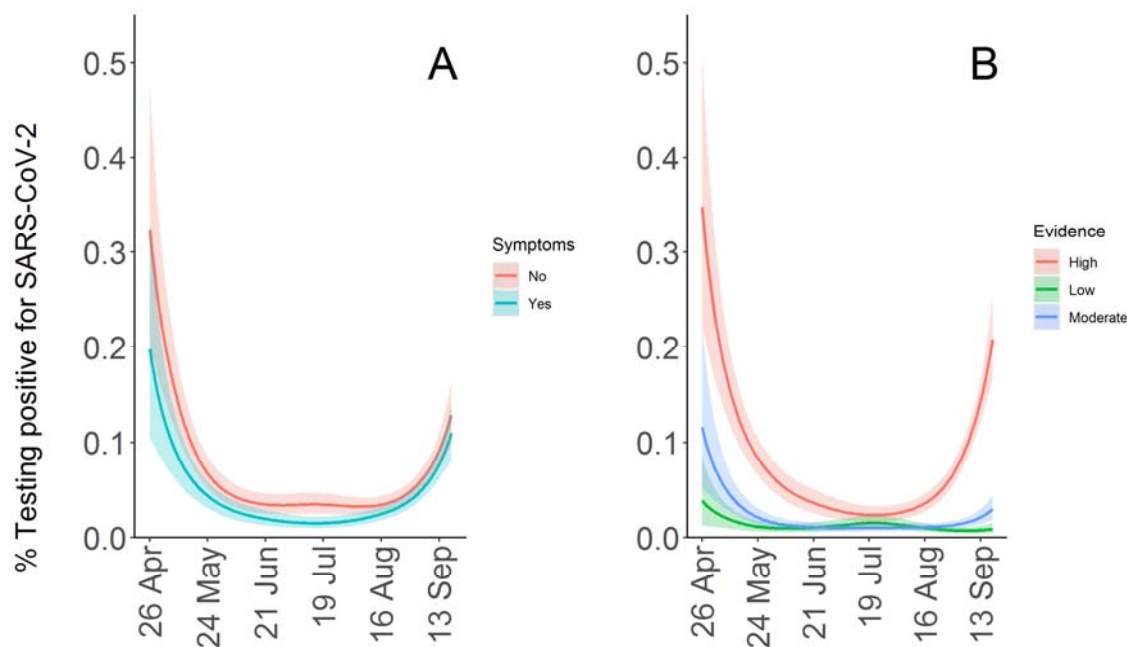 % Testing positive for SARS-CoV-2
A
0.5
0.4
0.3
0.2
0.1
0.0
26 Apr
24 May
21 Jun
19 Jul
16 Aug
13 Sep
Symptoms
No
Yes
B
0.5
0.4
0.3
0.2
0.1
0.0
26 Apr
24 May
21 Jun
19 Jul
16 Aug
13 Sep
Evidence
High
Low
Moderate